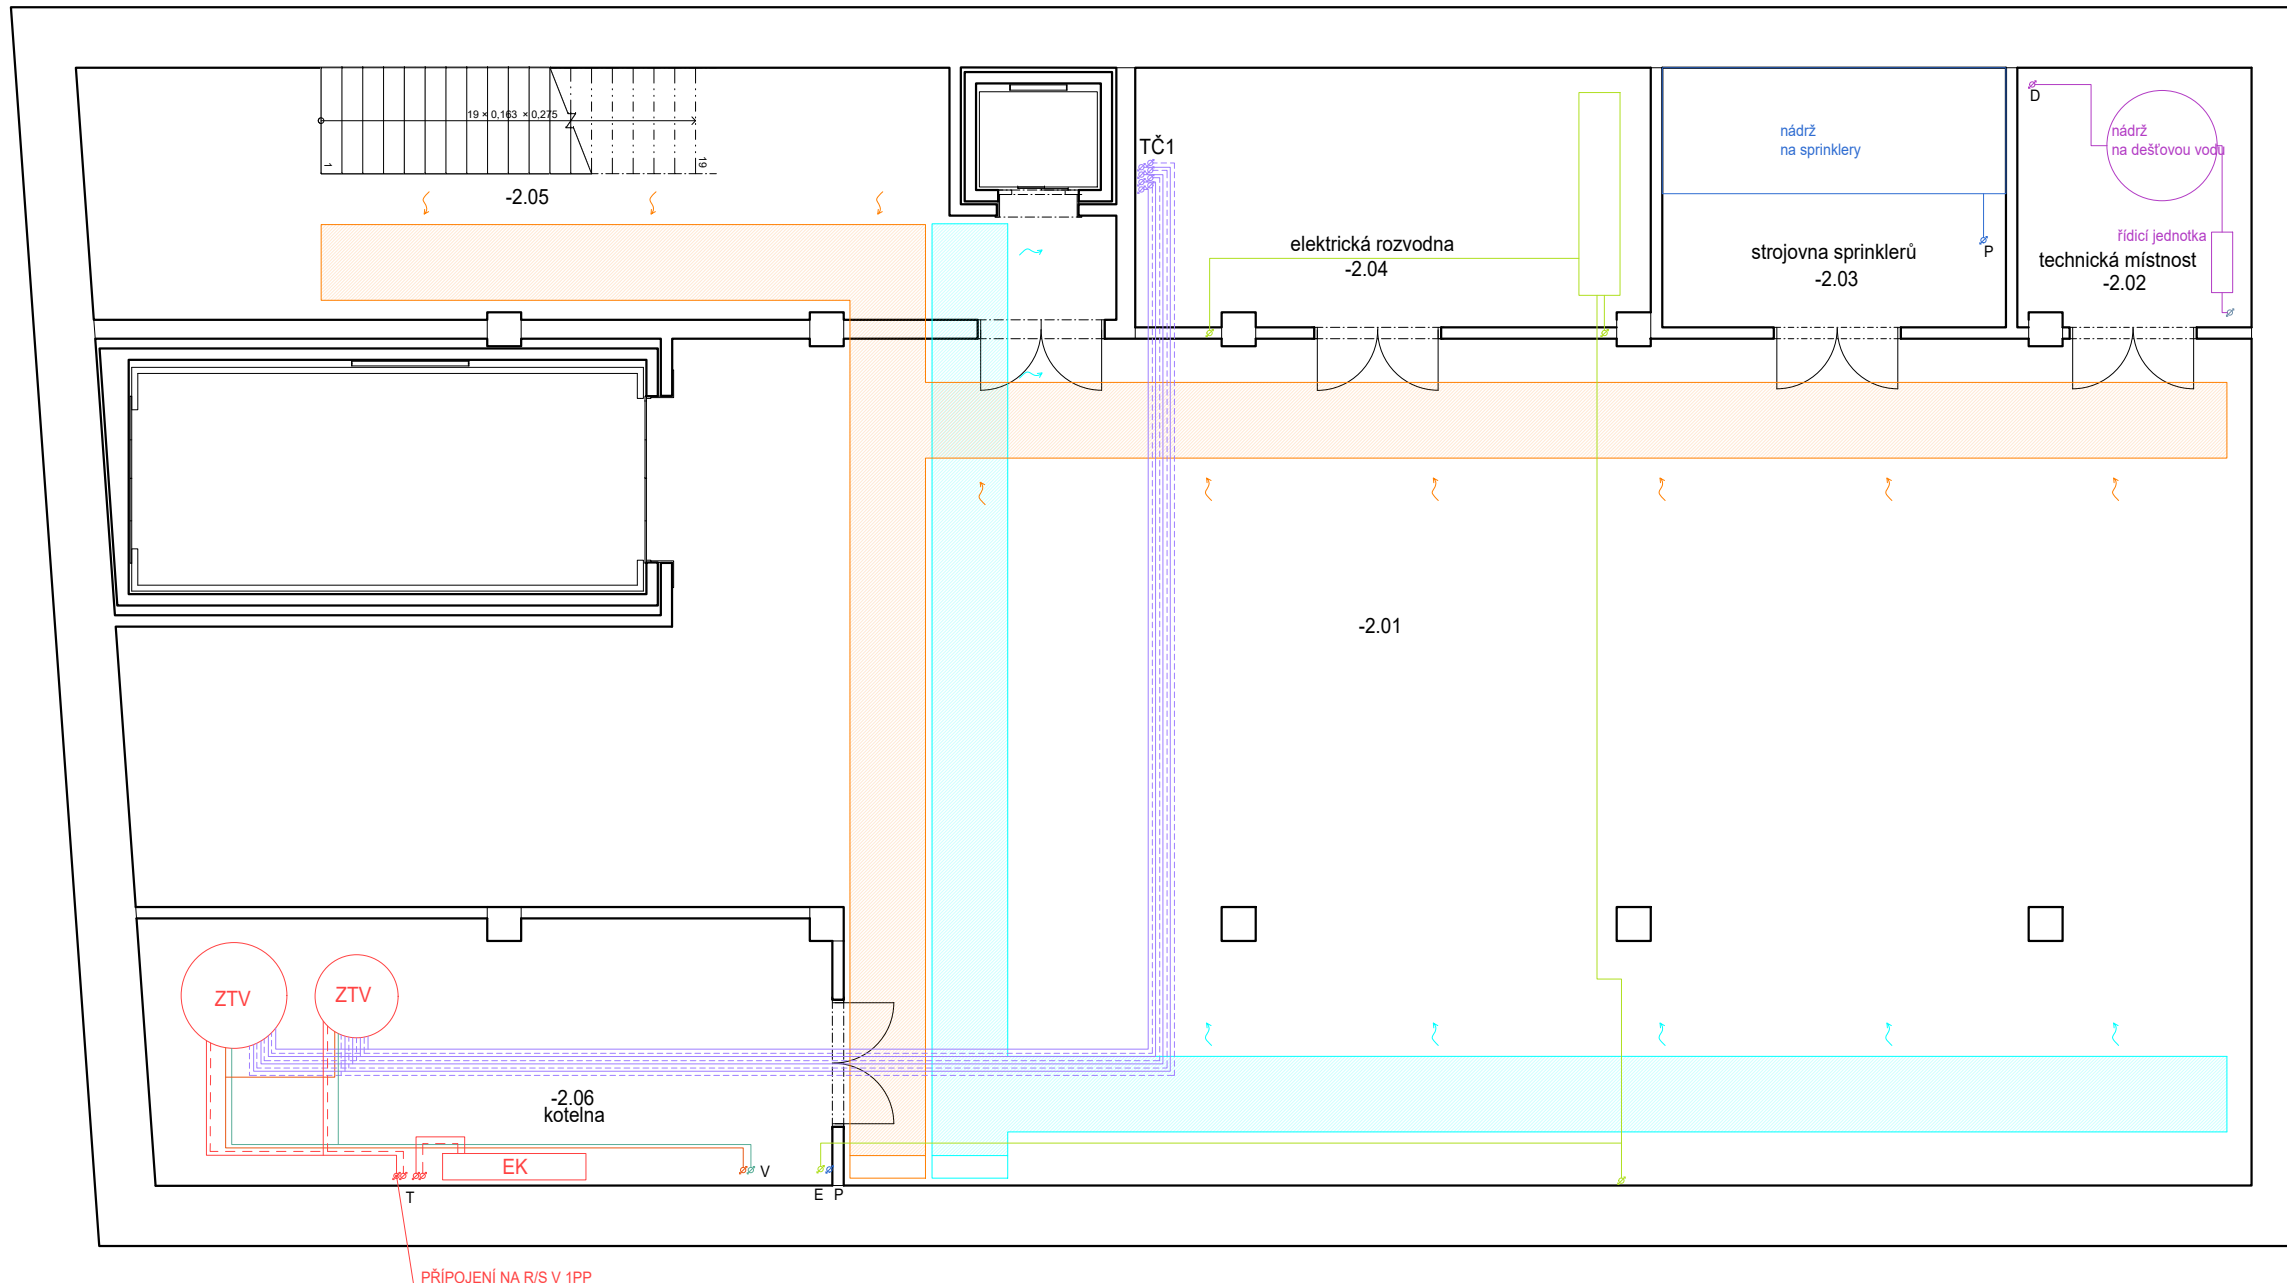 19 × 0,163 × 0,275
1
19
-2.05
TČ1
elektrická rozvodna
-2.04
nádrž
na sprinklery
P
strojovna sprinklerů
-2.03
D
nádrž
na dešťovou vodu
řídicí jednotka
technická místnost
-2.02
-2.01
ZTV
ZTV
-2.06
kotelna
EK
T
V
E P
PŘÍPOJENÍ NA R/S V 1PP